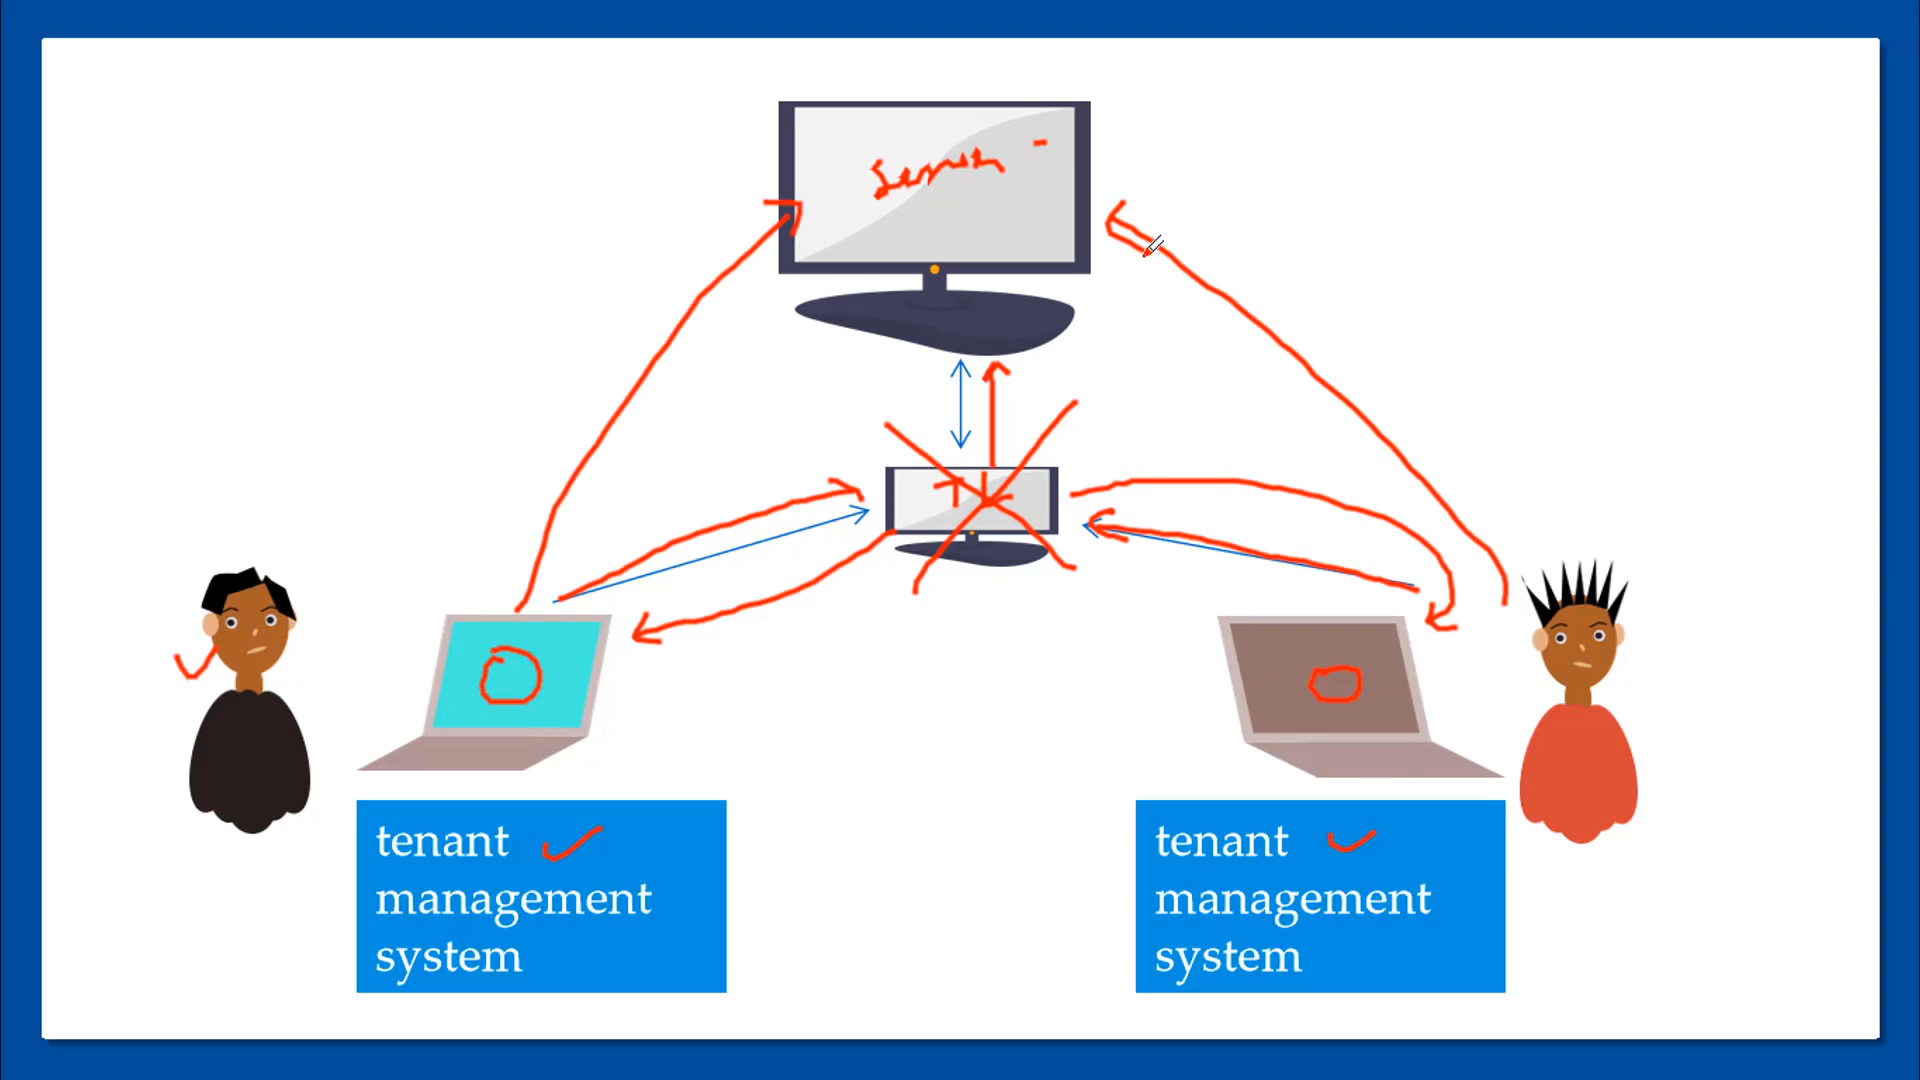 tenant
management
system
tenant
management
system